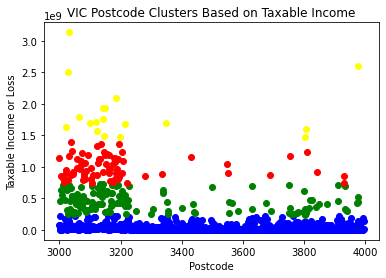 VIC Postcode Clusters Based on Taxable Income
1e9
3.0
2.5
2.0
1.5
1.0
0.5
0.0
Taxable Income or Loss
3000 3200 3400 3600 3800 4000
Postcode